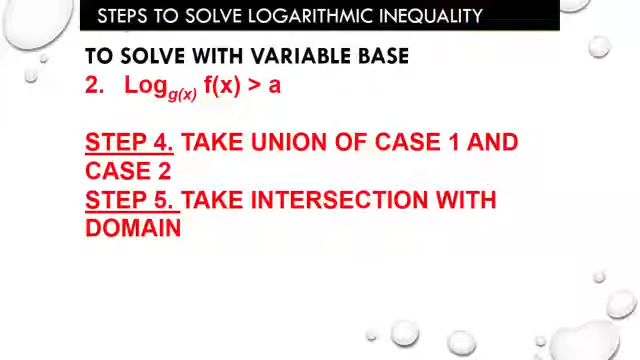 STEPS TO SOLVE LOGARITHMIC INEQUALITY
TO SOLVE WITH VARIABLE BASE
2. Log_g(x) f(x) > a
STEP 4. TAKE UNION OF CASE 1 AND
CASE 2
STEP 5. TAKE INTERSECTION WITH
DOMAIN